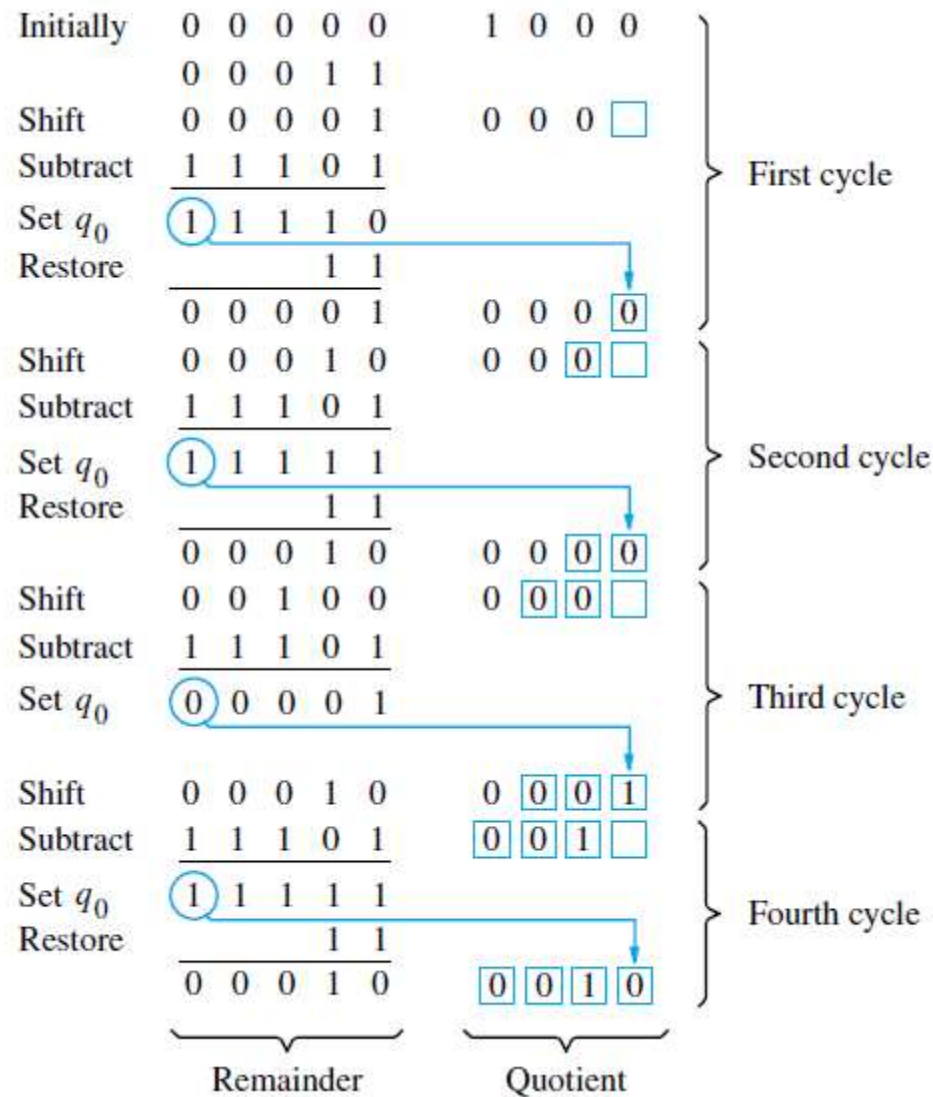 Initially 0 0 0 0 0 1 0 0 0
0 0 0 1 1
Shift 0 0 0 0 1 0 0 0
Subtract 1 1 1 0 1
First cycle
Set q0 1 1 1 1 0
Restore 1 1
0 0 0 0 1 0 0 0 0
Shift 0 0 0 1 0 0 0 0
Subtract 1 1 1 0 1
Set q0 1 1 1 1 1
Second cycle
Restore 1 1
0 0 0 1 0 0 0 0 0
Shift 0 0 1 0 0 0 0 0
Subtract 1 1 1 0 1
Set q0 0 0 0 0 1
Third cycle
Shift 0 0 0 1 0 0 0 0 1
Subtract 1 1 1 0 1 0 0 1
Set q0 1 1 1 1 1
Fourth cycle
Restore 1 1
0 0 0 1 0 0 0 1 0
Remainder Quotient